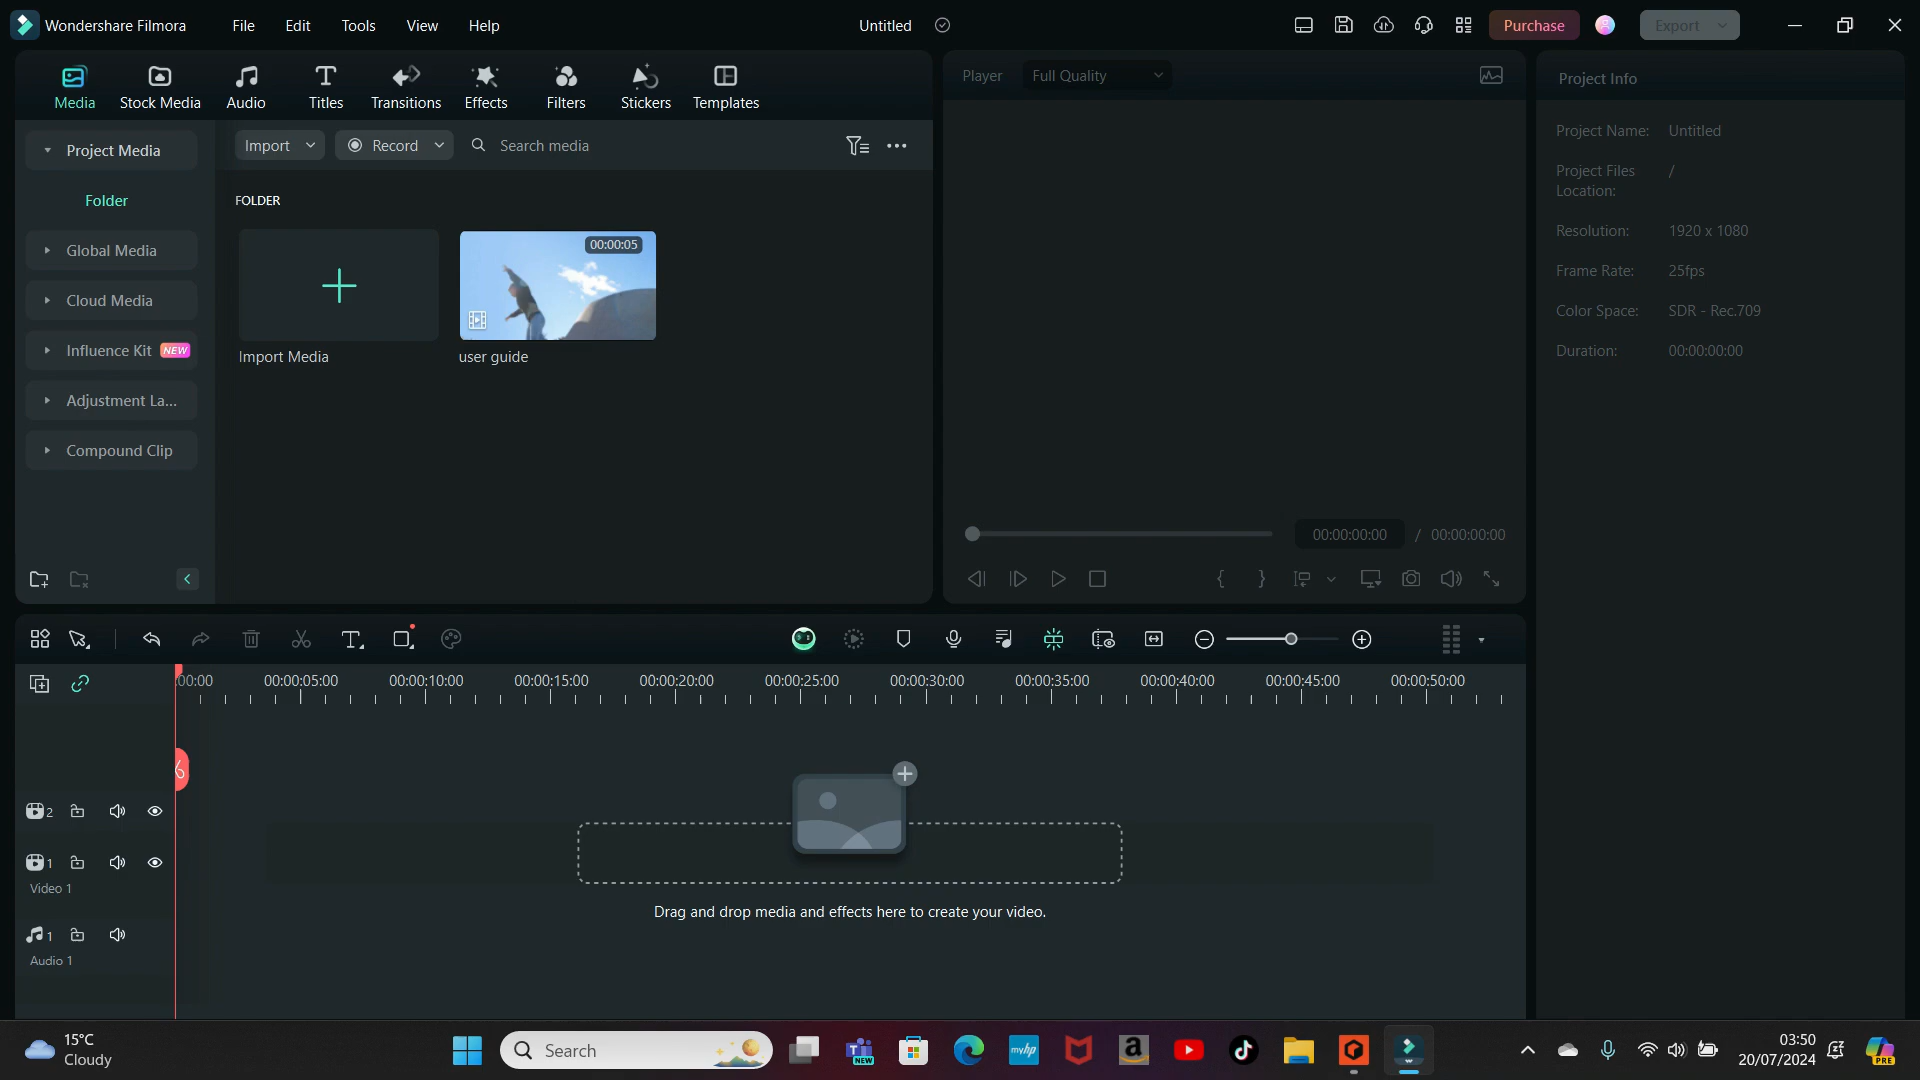 Wondershare Filmora File Edit Tools View Help Untitled Purchase Export
Media Stock Media Audio Titles Transitions Effects Filters Stickers Templates
Player Full Quality
Project Info
Project Media
Folder
Global Media
Cloud Media
Influence Kit NEW
Adjustment La...
Compound Clip
Import Record Search media
FOLDER
00:00:05
Import Media user guide
00:00:00:00 / 00:00:00:00
Project Name: Untitled
Project Files Location: /
Resolution: 1920 x 1080
Frame Rate: 25fps
Color Space: SDR - Rec.709
Duration: 00:00:00:00
:00:00 00:00:05:00 00:00:10:00 00:00:15:00 00:00:20:00 00:00:25:00 00:00:30:00 00:00:35:00 00:00:40:00 00:00:45:00 00:00:50:00
2
1
Video 1
Drag and drop media and effects here to create your video.
1
Audio 1
15°C
Cloudy
Search
NEW
myhp
03:50
20/07/2024
PRE